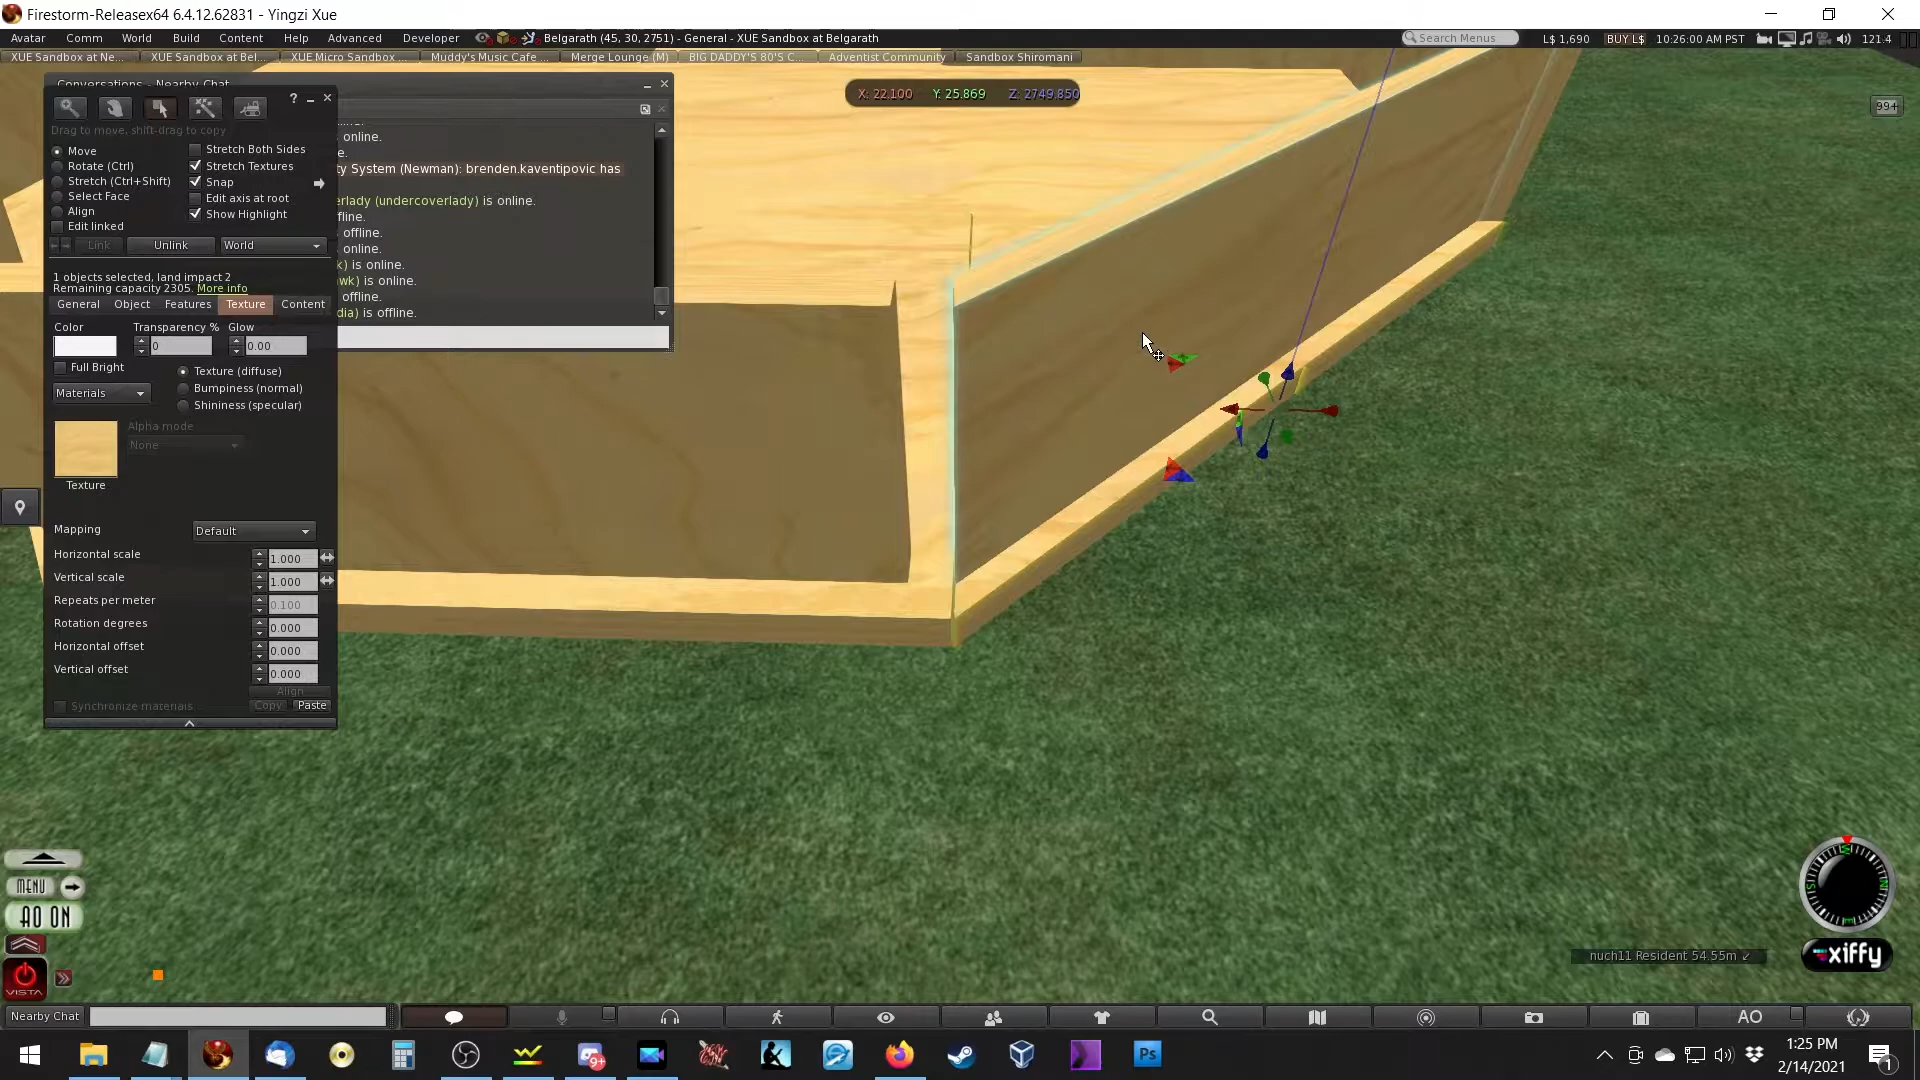 Firestorm-Releasex64 6.4.12.62831 - Yingzi Xue
Avatar Comm World Build Content Help Advanced Developer Belgarath (45, 30, 2751) - General - XUE Sandbox at Belgarath Search Menus L$ 1,690 BUY L$ 10:26:00 AM PST 121.4
XUE Sandbox at Ne... XUE Sandbox at Bel... XUE Micro Sandbox ... Muddy's Music Cafe ... Merge Lounge (M) BIG DADDY'S 80'S C... Adventist Community Sandbox Shiromani
Conversations - Nearby Chat
X: 22.100 Y: 25.869 Z: 2749.850
99+
?
Drag to move, shift-drag to copy
Move
Rotate (Ctrl)
Stretch (Ctrl+Shift)
Select Face
Align
Edit linked
Stretch Both Sides
Stretch Textures
Snap
Edit axis at root
Show Highlight
Link Unlink World
1 objects selected, land impact 2
Remaining capacity 2305. More info
General Object Features Texture Content
Color Transparency % Glow
0 0.00
Full Bright
Materials
Texture (diffuse)
Bumpiness (normal)
Shininess (specular)
Alpha mode
None
Texture
Mapping Default
Horizontal scale 1.000
Vertical scale 1.000
Repeats per meter 0.100
Rotation degrees 0.000
Horizontal offset 0.000
Vertical offset 0.000
Align
Synchronize materials Copy Paste
online.
e.
ty System (Newman): brenden.kaventipovic has
erlady (undercoverlady) is online.
ffline.
offline.
online.
k) is online.
wk) is online.
offline.
dia) is offline.
MENU
AO ON
VISTA
nuch11 Resident 54.55m
xiffy
Nearby Chat
AO
9+
Ps
1:25 PM
2/14/2021
1